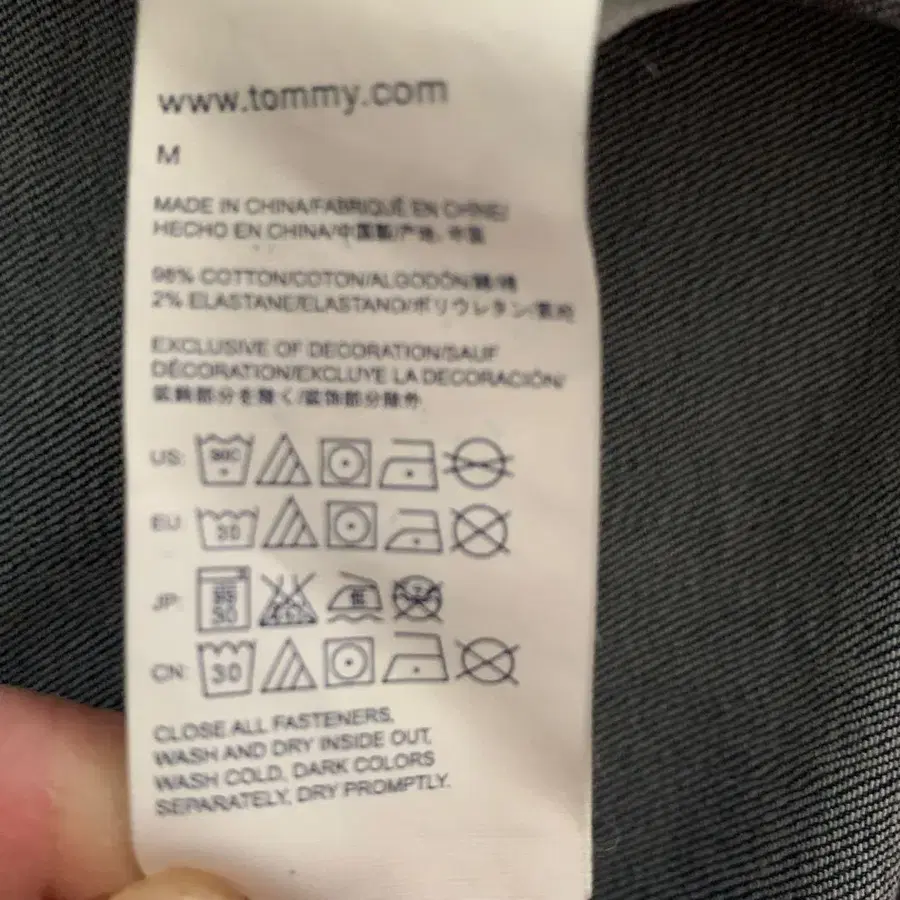 www.tommy.com
M
MADE IN CHINA/FABRIQUÉ EN CHINE/
HECHO EN CHINA/中国製/产地: 中国
98% COTTON/COTON/ALGODÓN/綿/棉
2% ELASTANE/ELASTANO/ポリウレタン/氨纶
EXCLUSIVE OF DECORATION/SAUF
DÉCORATION/EXCLUYE LA DECORACIÓN/
装飾部分を除く/装饰部分除外
US: 30C
EU: 30
JP:
CN: 30
CLOSE ALL FASTENERS,
WASH AND DRY INSIDE OUT,
WASH COLD, DARK COLORS
SEPARATELY, DRY PROMPTLY.